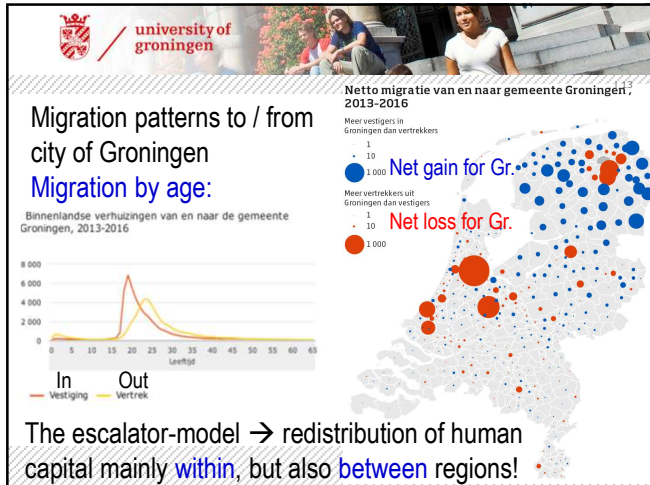 university of
groningen
13
Migration patterns to / from
city of Groningen
Migration by age:
Binnenlandse verhuizingen van en naar de gemeente
Groningen, 2013-2016
8 000
6 000
4 000
2 000
0
0 5 10 15 20 25 30 35 40 45 50 55 60 65
Leeftijd
In Out
Vestiging Vertrek
Netto migratie van en naar gemeente Groningen,
2013-2016
Meer vestigers in
Groningen dan vertrekkers
1
10
1 000
Net gain for Gr.
Meer vertrekkers uit
Groningen dan vestigers
1
10
1 000
Net loss for Gr.
The escalator-model → redistribution of human
capital mainly within, but also between regions!